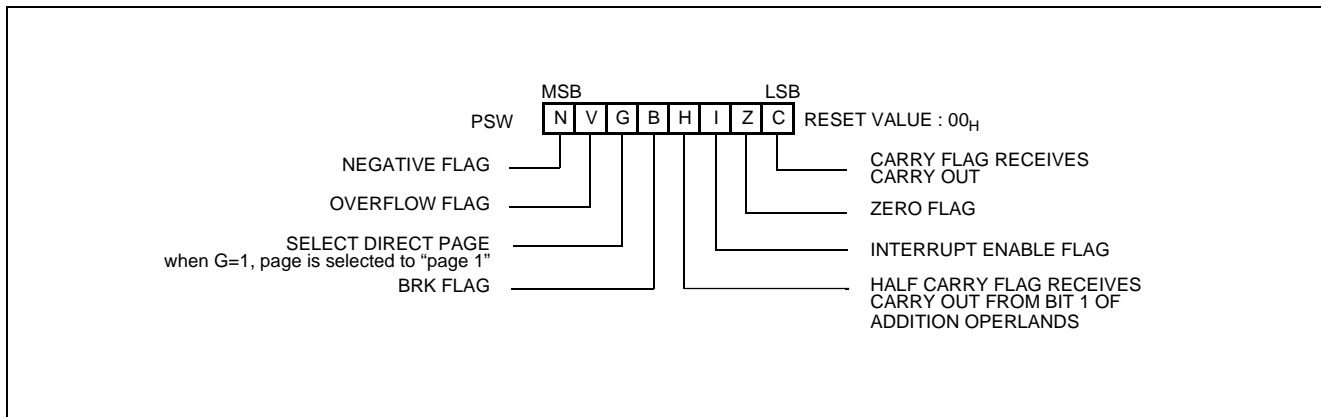 MSB LSB
PSW N V G B H I Z C RESET VALUE : 00H
NEGATIVE FLAG
OVERFLOW FLAG
SELECT DIRECT PAGE
when G=1, page is selected to “page 1”
BRK FLAG
CARRY FLAG RECEIVES
CARRY OUT
ZERO FLAG
INTERRUPT ENABLE FLAG
HALF CARRY FLAG RECEIVES
CARRY OUT FROM BIT 1 OF
ADDITION OPERLANDS